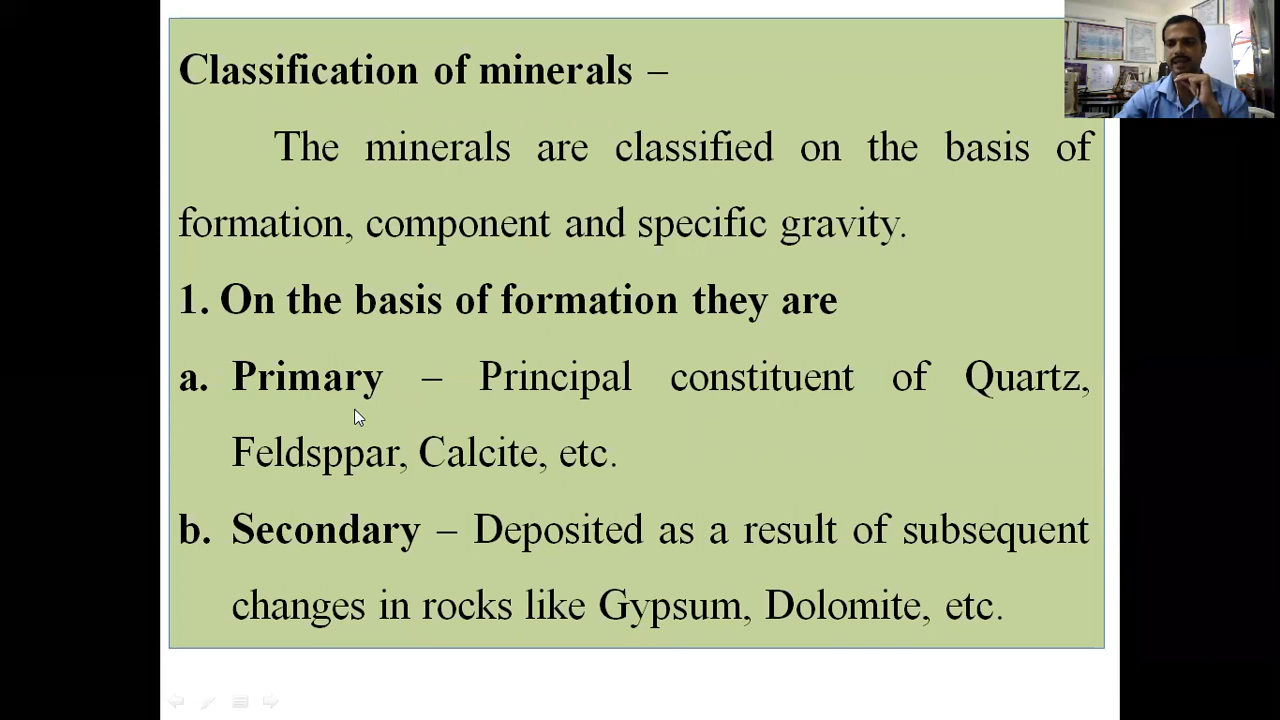 Classification of minerals –
The minerals are classified on the basis of
formation, component and specific gravity.
1. On the basis of formation they are
a. Primary – Principal constituent of Quartz,
Feldsppar, Calcite, etc.
b. Secondary – Deposited as a result of subsequent
changes in rocks like Gypsum, Dolomite, etc.